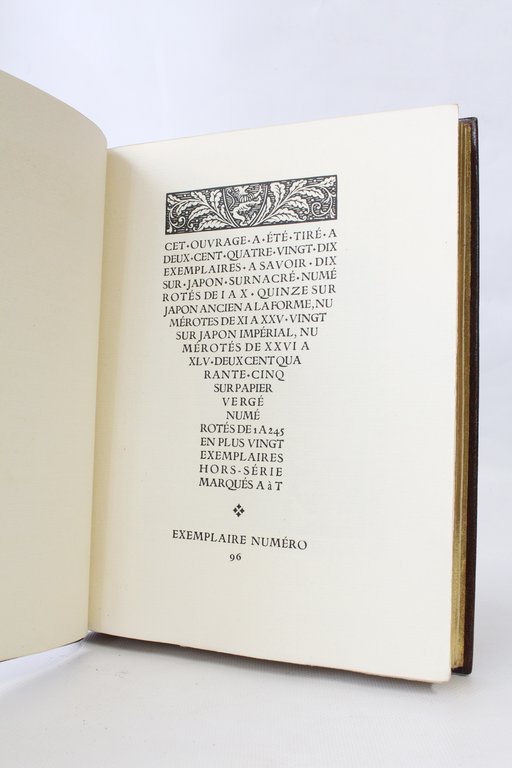 CET · OUVRAGE · A · ÉTÉ · TIRÉ · A
DEUX · CENT · QUATRE · VINGT · DIX
EXEMPLAIRES · A SAVOIR · DIX
SUR · JAPON · SURNACRÉ · NUMÉ
ROTÉS DE I A X · QUINZE SUR
JAPON ANCIEN A LA FORME, NU
MÉROTES DE XI A XXV · VINGT
SUR JAPON IMPÉRIAL, NU
MÉROTÉS DE XXVI A
XLV · DEUX CENT QUA
RANTE · CINQ
SUR PAPIER
VERGÉ
NUMÉ
ROTÉS DE 1 A 245
EN PLUS VINGT
EXEMPLAIRES
HORS-SÉRIE
MARQUÉS A à T
EXEMPLAIRE NUMÉRO
96